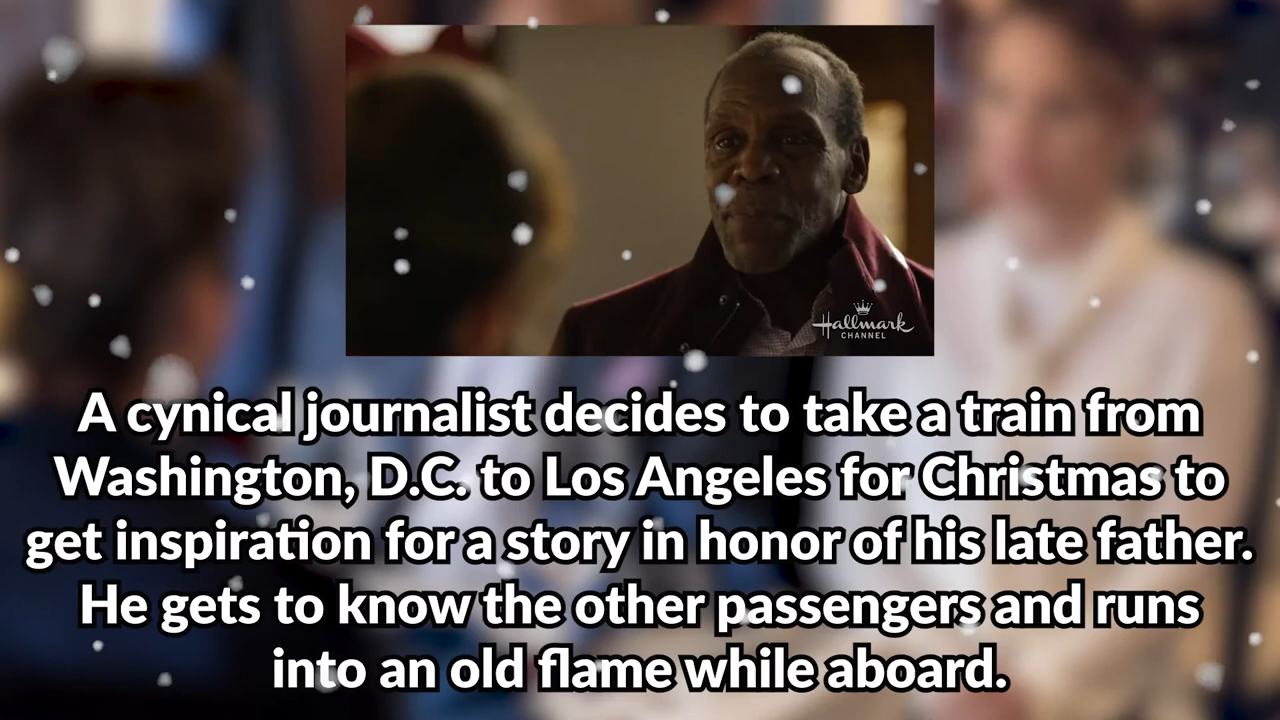 Hallmark
CHANNEL
A cynical journalist decides to take a train from
Washington, D.C. to Los Angeles for Christmas to
get inspiration for a story in honor of his late father.
He gets to know the other passengers and runs
into an old flame while aboard.